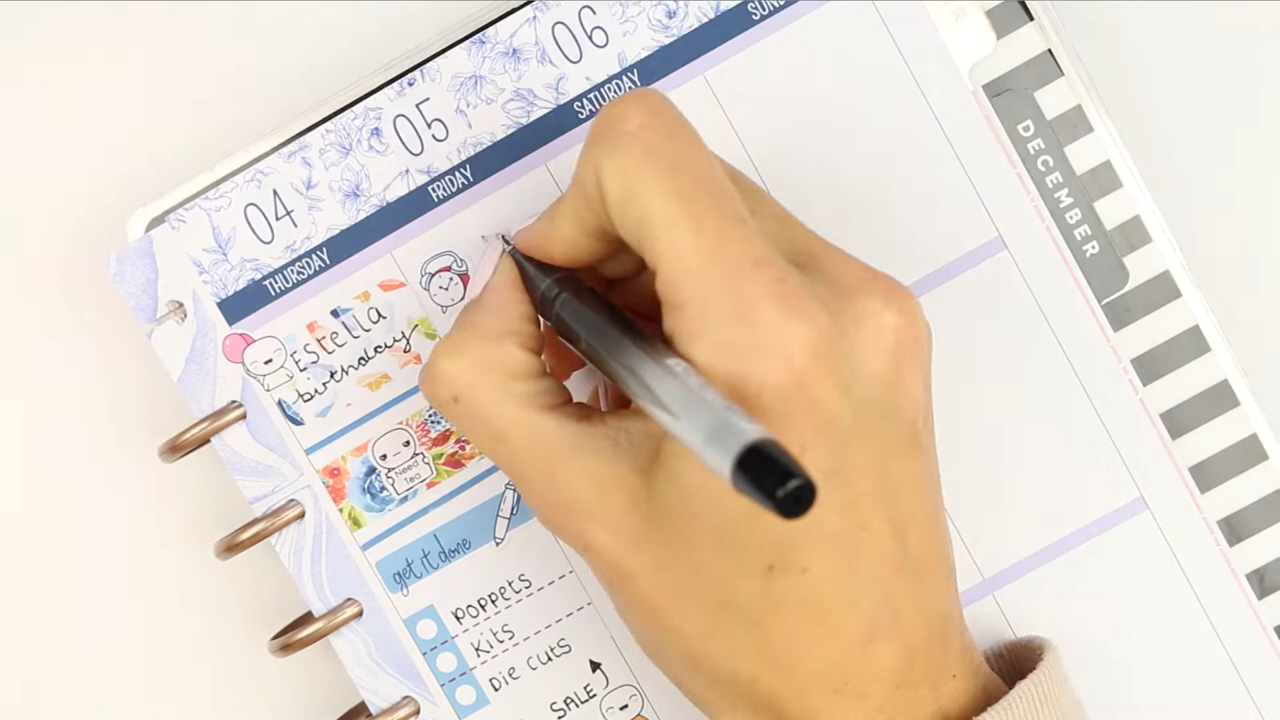 04
05
06
THURSDAY
FRIDAY
SATURDAY
DECEMBER
Estella
birthday
Need
Tea
get it done
poppets
Kits
Die cuts
SALE